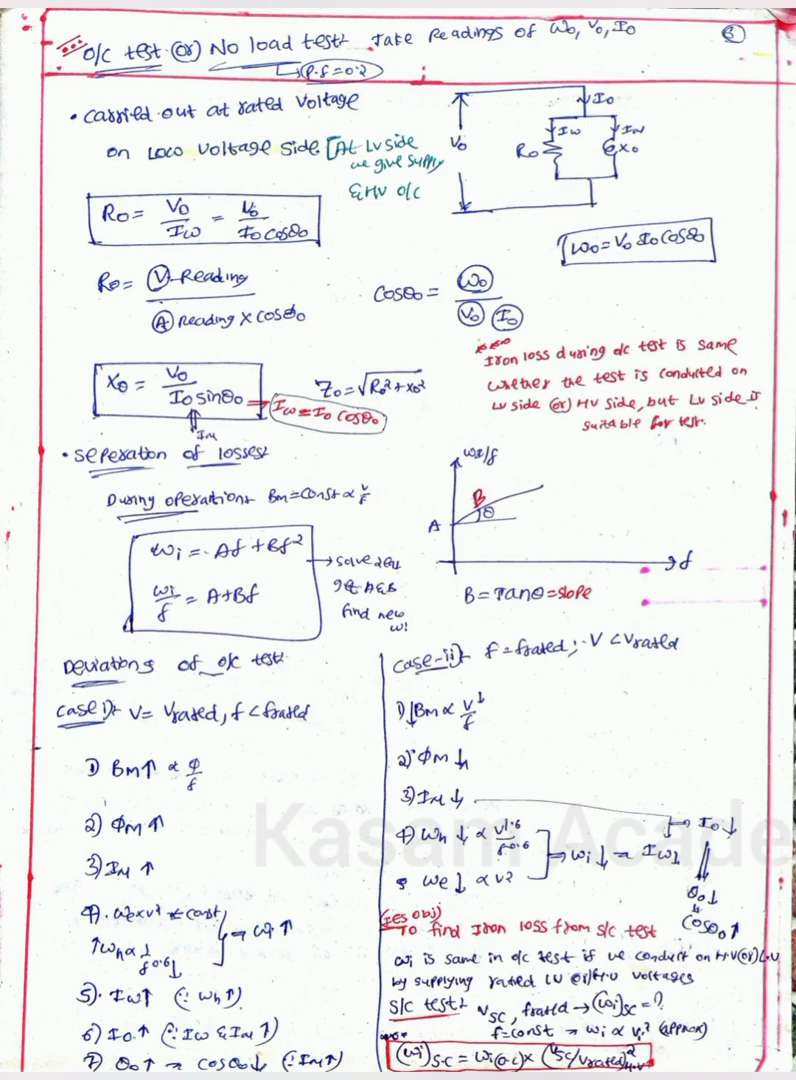 O/C test (or) No load test:- Take Readings of W0, V0, I0
3
P.f = 0.2
• carried out at rated voltage
on Loco voltage side [At LV side
we give supply
& HV o/c
V0 I0 Iw Iμ R0 X0
R0 = V0/Iw = V0/I0cosθ0
W0 = V0 I0 cosθ0
R0 = (V) Reading / (A) Reading × cosθ0
cosθ0 = W0/V0 I0
X0 = V0/I0 sinθ0
Iμ
Iw = I0 cosθ0
Z0 = √R0²+X0²
Iron loss during o/c test is same
whether the test is conducted on
LV side (or) HV side, but LV side is
suitable for test.
• Seperation of losses:-
During operation:- Bm = const ∝ V/f
Wi = Af + Bf²
Wi/f = A+Bf
→ solve 2 eq
get A & B
find new
Wi
Wi/f
B
θ
A
f
B = Tanθ = slope
Deviations of o/c test:-
case i):- V = Vrated, f < frated
1) Bm↑ ∝ φ/f
2) φm ↑
3) Iμ ↑
4). We∝v² ← const
↑Wh∝ 1/f^0.6↓
⇒ Wi ↑
5). Iw↑ (∵ Wh↑)
6) I0↑ (∵ Iw & Iμ ↑)
7) θ0↑ → cosθ0↓ (∵ Iμ↑)
case-ii):- f = frated; V < Vrated
1)↓Bm ∝ V↓/f
2) φm ↓
3) Iμ ↓
4) Wh ↓ ∝ V^1.6/f^0.6
5 We ↓ ∝ v²
⇒ Wi↓ → Iw↓
→ I0↓
θ0↓
cosθ0↑
(Ies obj)
To find Iron loss from s/c test
Wi is same in o/c test if we conduct on H.V(or)L.V
by supplying rated LV or/H.V voltages
S/C test:- VSC, frated → (Wi)SC = ?
f = const → Wi ∝ V² (approx)
(Wi)S.C = Wi(o.c) × (VSC/Vrated)²H.V
Kasam Acade